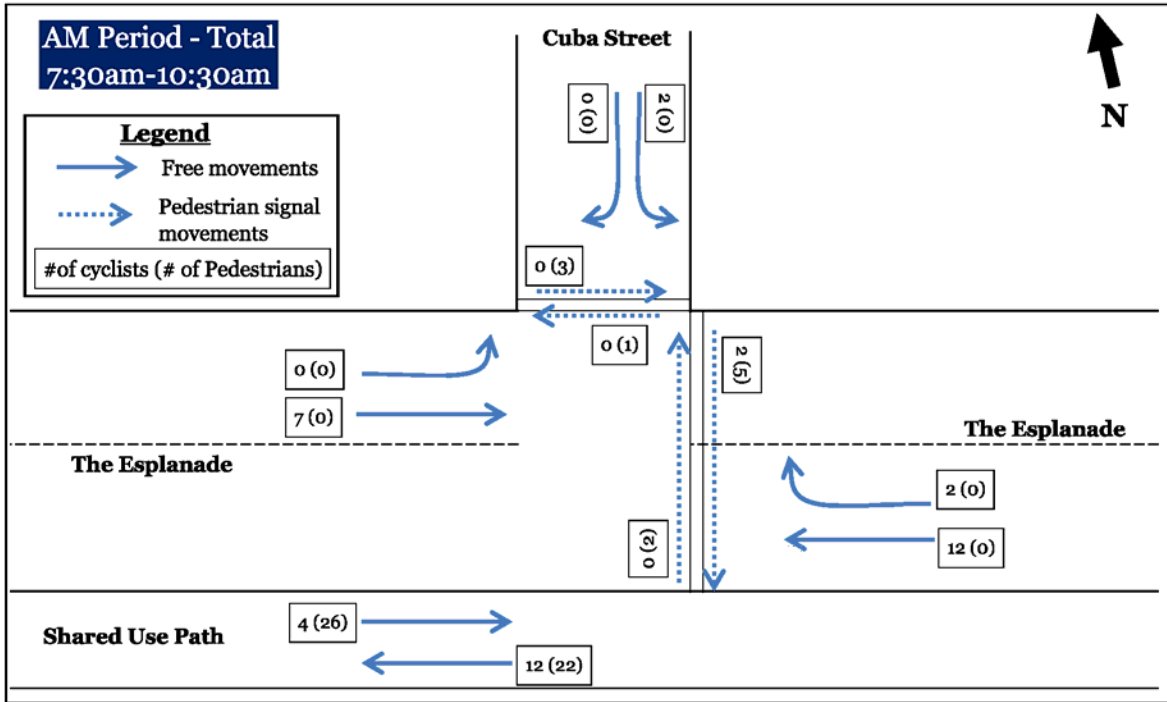 AM Period - Total
7:30am-10:30am
Cuba Street
N
Legend
Free movements
Pedestrian signal
movements
#of cyclists (# of Pedestrians)
0 (0)
2 (0)
0 (3)
0 (1)
2 (5)
0 (0)
7 (0)
The Esplanade
The Esplanade
2 (0)
12 (0)
0 (2)
4 (26)
Shared Use Path
12 (22)